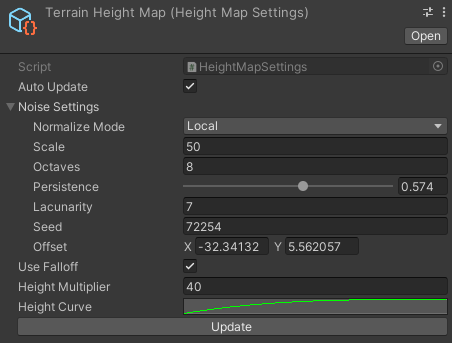 Terrain Height Map (Height Map Settings)
Open
Script HeightMapSettings
Auto Update
Noise Settings
Normalize Mode Local
Scale 50
Octaves 8
Persistence 0.574
Lacunarity 7
Seed 72254
Offset X -32.34132 Y 5.562057
Use Falloff
Height Multiplier 40
Height Curve
Update